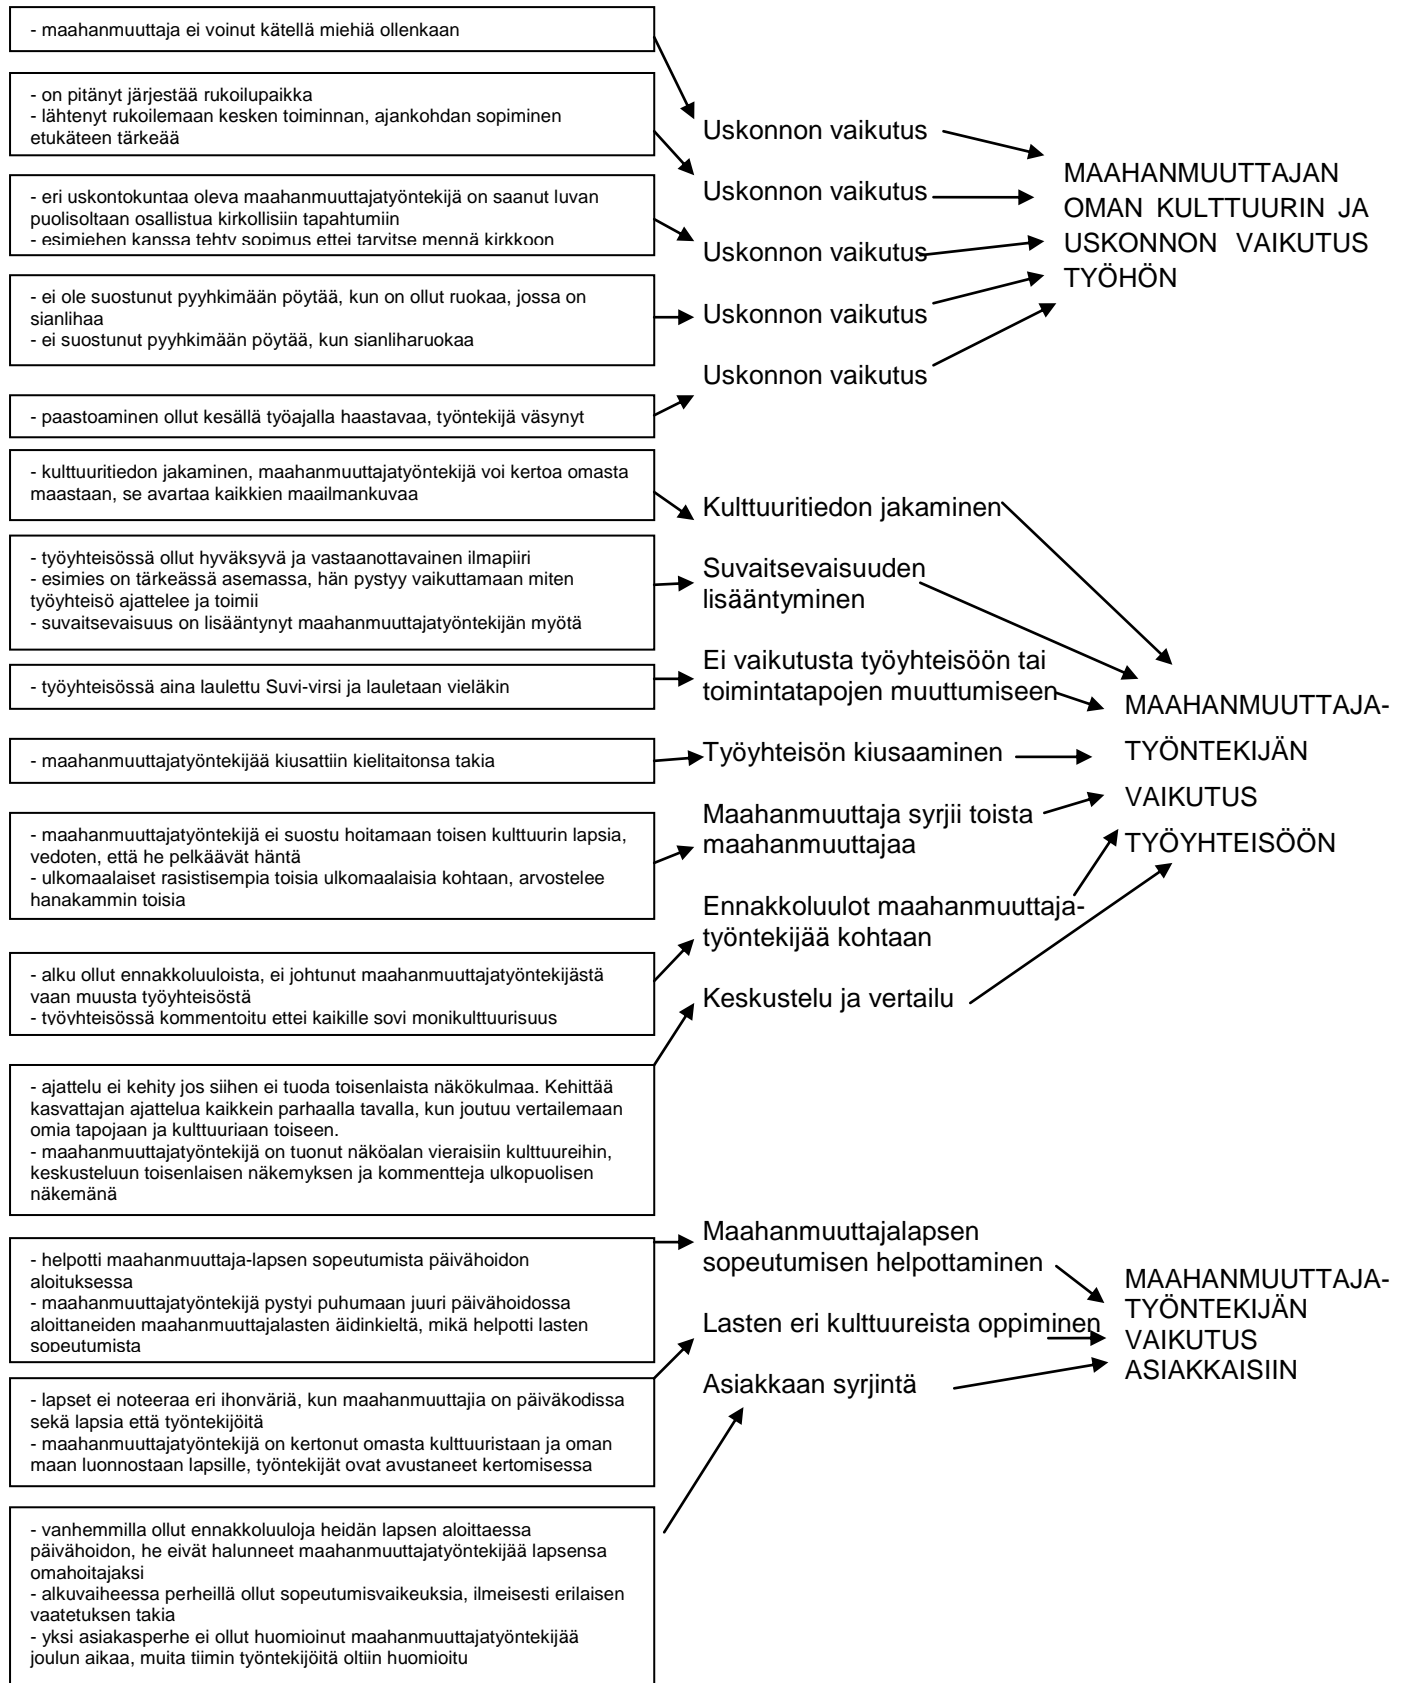 - maahanmuuttaja ei voinut kätellä miehiä ollenkaan
- on pitänyt järjestää rukoilupaikka
- lähtenyt rukoilemaan kesken toiminnan, ajankohdan sopiminen
etukäteen tärkeää
- eri uskontokuntaa oleva maahanmuuttajatyöntekijä on saanut luvan
puolisoltaan osallistua kirkollisiin tapahtumiin
- esimiehen kanssa tehty sopimus ettei tarvitse mennä kirkkoon
- ei ole suostunut pyyhkimään pöytää, kun on ollut ruokaa, jossa on
sianlihaa
- ei suostunut pyyhkimään pöytää, kun sianliharuokaa
- paastoaminen ollut kesällä työajalla haastavaa, työntekijä väsynyt
Uskonnon vaikutus
Uskonnon vaikutus
Uskonnon vaikutus
Uskonnon vaikutus
Uskonnon vaikutus
MAAHANMUUTTAJAN
OMAN KULTTUURIN JA
USKONNON VAIKUTUS
TYÖHÖN
- kulttuuritiedon jakaminen, maahanmuuttajatyöntekijä voi kertoa omasta
maastaan, se avartaa kaikkien maailmankuvaa
- työyhteisössä ollut hyväksyvä ja vastaanottavainen ilmapiiri
- esimies on tärkeässä asemassa, hän pystyy vaikuttamaan miten
työyhteisö ajattelee ja toimii
- suvaitsevaisuus on lisääntynyt maahanmuuttajatyöntekijän myötä
- työyhteisössä aina laulettu Suvi-virsi ja lauletaan vieläkin
- maahanmuuttajatyöntekijää kiusattiin kielitaitonsa takia
- maahanmuuttajatyöntekijä ei suostu hoitamaan toisen kulttuurin lapsia,
vedoten, että he pelkäävät häntä
- ulkomaalaiset rasistisempia toisia ulkomaalaisia kohtaan, arvostelee
hanakammin toisia
- alku ollut ennakkoluuloista, ei johtunut maahanmuuttajatyöntekijästä
vaan muusta työyhteisöstä
- työyhteisössä kommentoitu ettei kaikille sovi monikulttuurisuus
- ajattelu ei kehity jos siihen ei tuoda toisenlaista näkökulmaa. Kehittää
kasvattajan ajattelua kaikkein parhaalla tavalla, kun joutuu vertailemaan
omia tapojaan ja kulttuuriaan toiseen.
- maahanmuuttajatyöntekijä on tuonut näköalan vieraisiin kulttuureihin,
keskusteluun toisenlaisen näkemyksen ja kommentteja ulkopuolisen
näkemänä
Kulttuuritiedon jakaminen
Suvaitsevaisuuden
lisääntyminen
Ei vaikutusta työyhteisöön tai
toimintatapojen muuttumiseen
Työyhteisön kiusaaminen
Maahanmuuttaja syrjii toista
maahanmuuttajaa
Ennakkoluulot maahanmuuttaja-
työntekijää kohtaan
Keskustelu ja vertailu
MAAHANMUUTTAJA-
TYÖNTEKIJÄN
VAIKUTUS
TYÖYHTEISÖÖN
- helpotti maahanmuuttaja-lapsen sopeutumista päivähoidon
aloituksessa
- maahanmuuttajatyöntekijä pystyi puhumaan juuri päivähoidossa
aloittaneiden maahanmuuttajalasten äidinkieltä, mikä helpotti lasten
sopeutumista
- lapset ei noteeraa eri ihonväriä, kun maahanmuuttajia on päiväkodissa
sekä lapsia että työntekijöitä
- maahanmuuttajatyöntekijä on kertonut omasta kulttuuristaan ja oman
maan luonnostaan lapsille, työntekijät ovat avustaneet kertomisessa
- vanhemmilla ollut ennakkoluuloja heidän lapsen aloittaessa
päivähoidon, he eivät halunneet maahanmuuttajatyöntekijää lapsensa
omahoitajaksi
- alkuvaiheessa perheillä ollut sopeutumisvaikeuksia, ilmeisesti erilaisen
vaatetuksen takia
- yksi asiakasperhe ei ollut huomioinut maahanmuuttajatyöntekijää
joulun aikaa, muita tiimin työntekijöitä oltiin huomioitu
Maahanmuuttajalapsen
sopeutumisen helpottaminen
Lasten eri kulttuureista oppiminen
Asiakkaan syrjintä
MAAHANMUUTTAJA-
TYÖNTEKIJÄN
VAIKUTUS
ASIAKKAISIIN